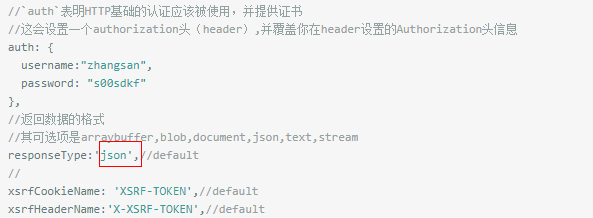 //`auth`表明HTTP基础的认证应该被使用，并提供证书
//这会设置一个authorization头（header）,并覆盖你在header设置的Authorization头信息
auth: {
username:"zhangsan",
password: "s00sdkf"
},
//返回数据的格式
//其可选项是arraybuffer,blob,document,json,text,stream
responseType:'json',//default
//
xsrfCookieName: 'XSRF-TOKEN',//default
xsrfHeaderName:'X-XSRF-TOKEN',//default